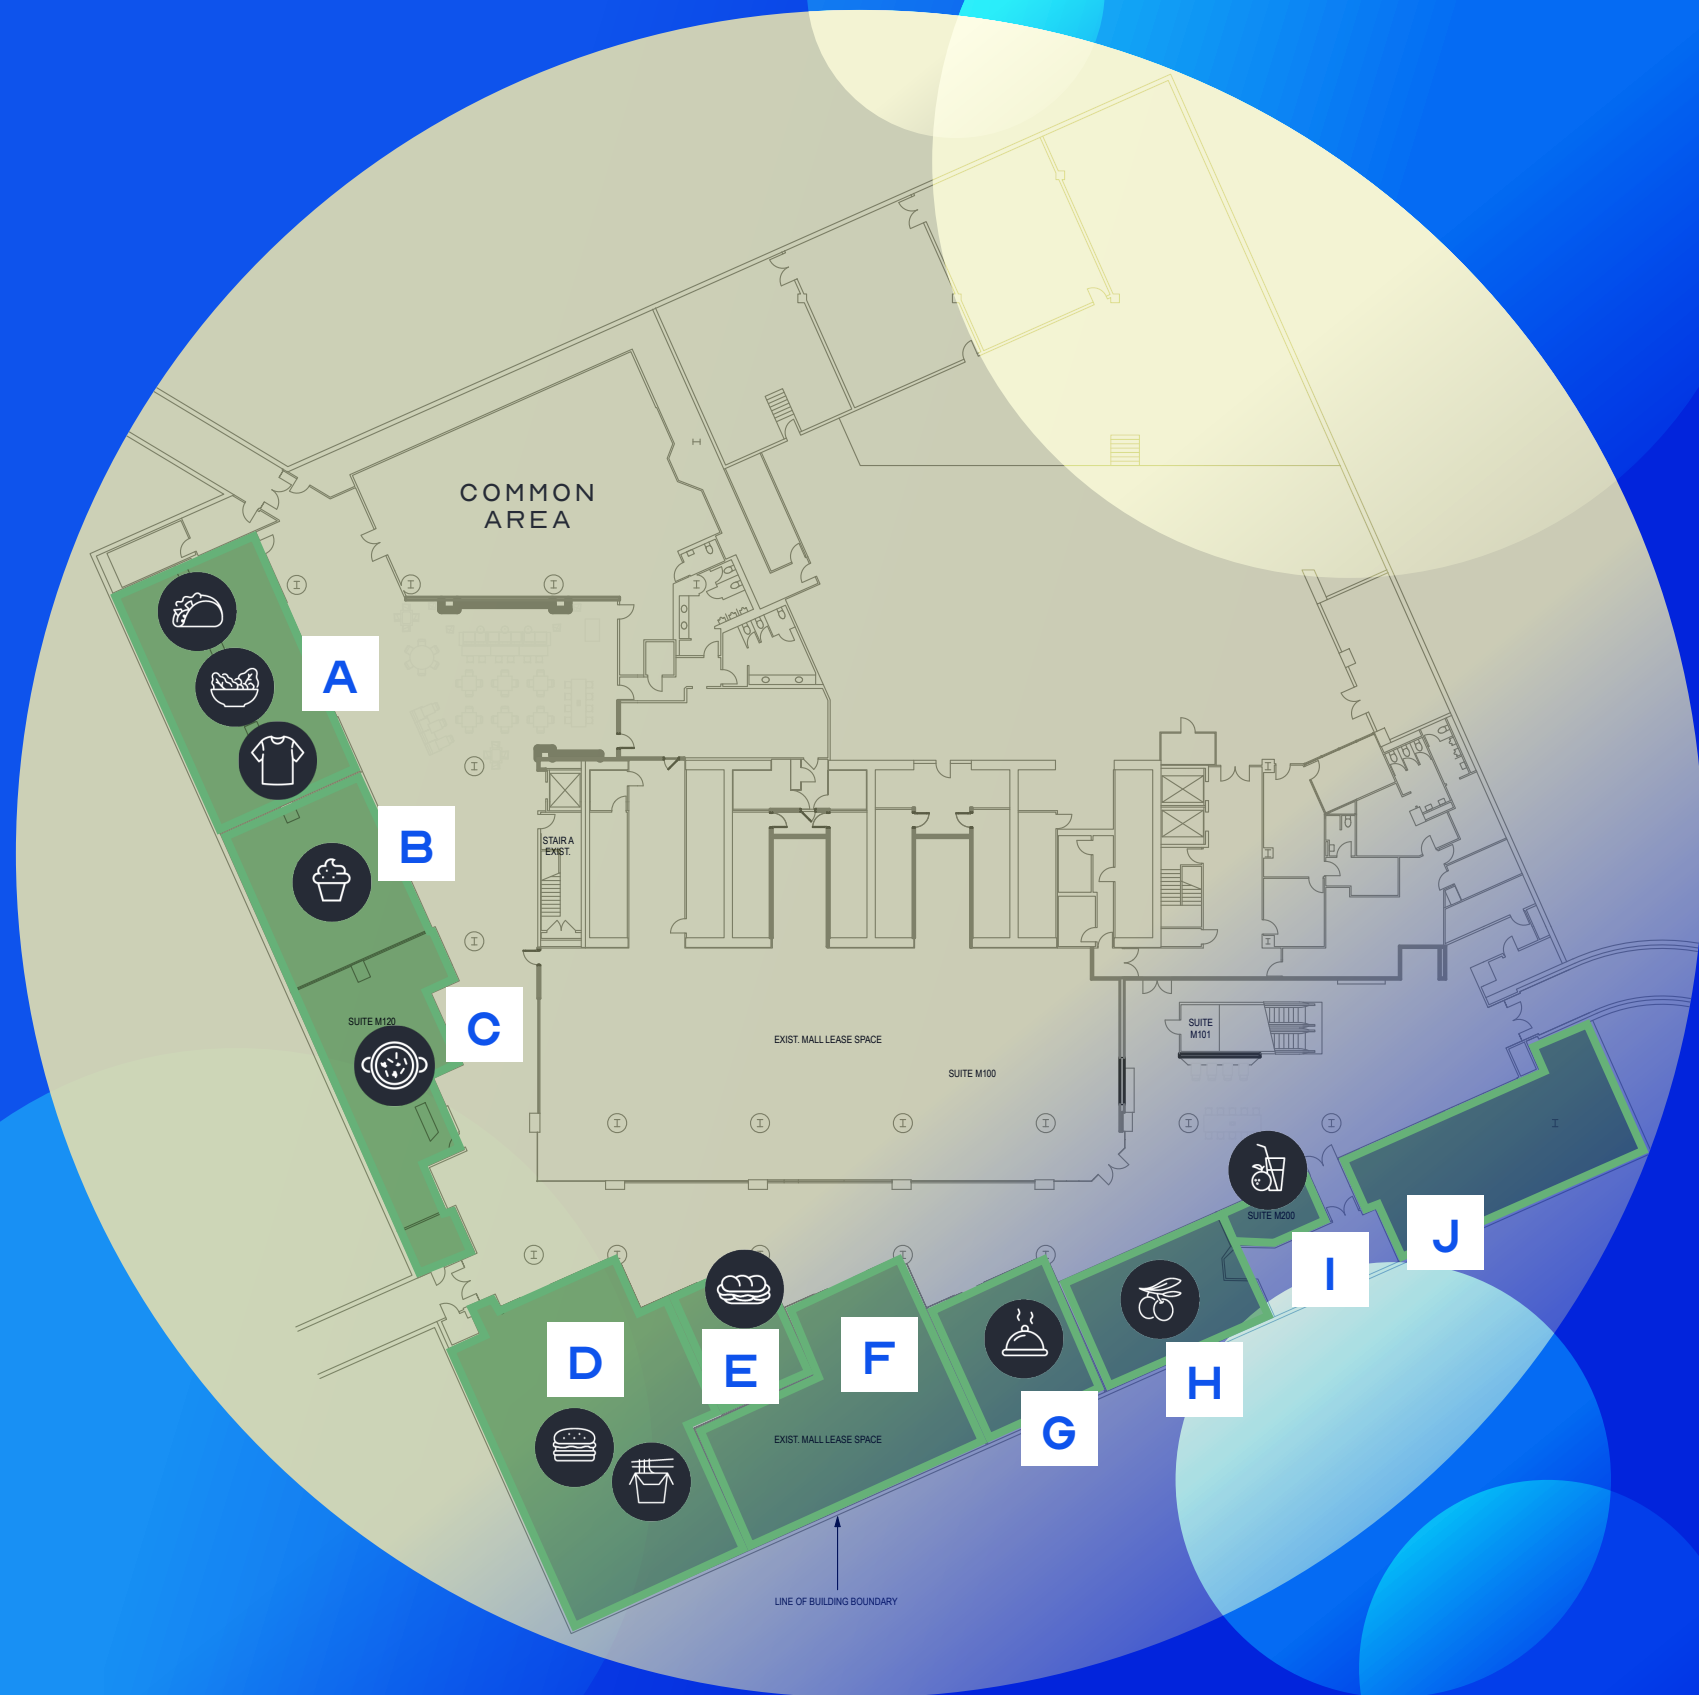 COMMON
AREA
A
B
STAIR A
EXIST.
C
SUITE M120
EXIST. MALL LEASE SPACE
SUITE M100
SUITE
M101
SUITE M200
J
I
D
E
F
G
H
EXIST. MALL LEASE SPACE
LINE OF BUILDING BOUNDARY